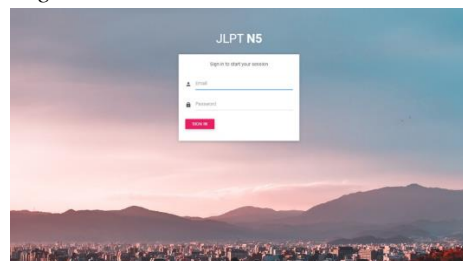 JLPT N5
Sign in to start your session
Email
Password
SIGN IN